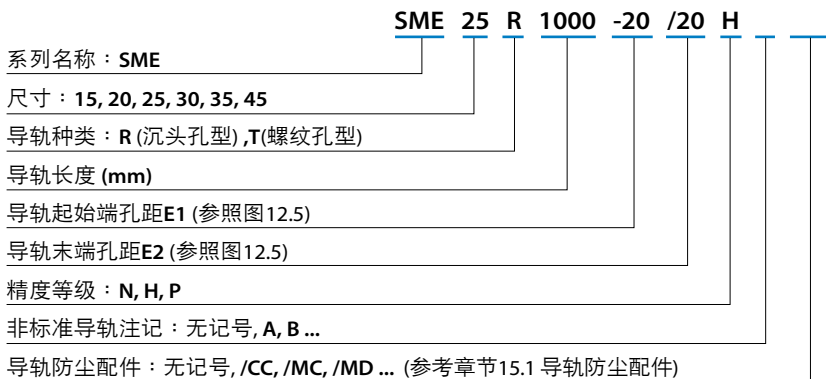 SME 25 R 1000 -20 /20 H
系列名称：SME
尺寸：15, 20, 25, 30, 35, 45
导轨种类：R (沉头孔型) ,T(螺纹孔型)
导轨长度 (mm)
导轨起始端孔距E1 (参照图12.5)
导轨末端孔距E2 (参照图12.5)
精度等级：N, H, P
非标准导轨注记：无记号, A, B ...
导轨防尘配件：无记号, /CC, /MC, /MD ... (参考章节15.1 导轨防尘配件)